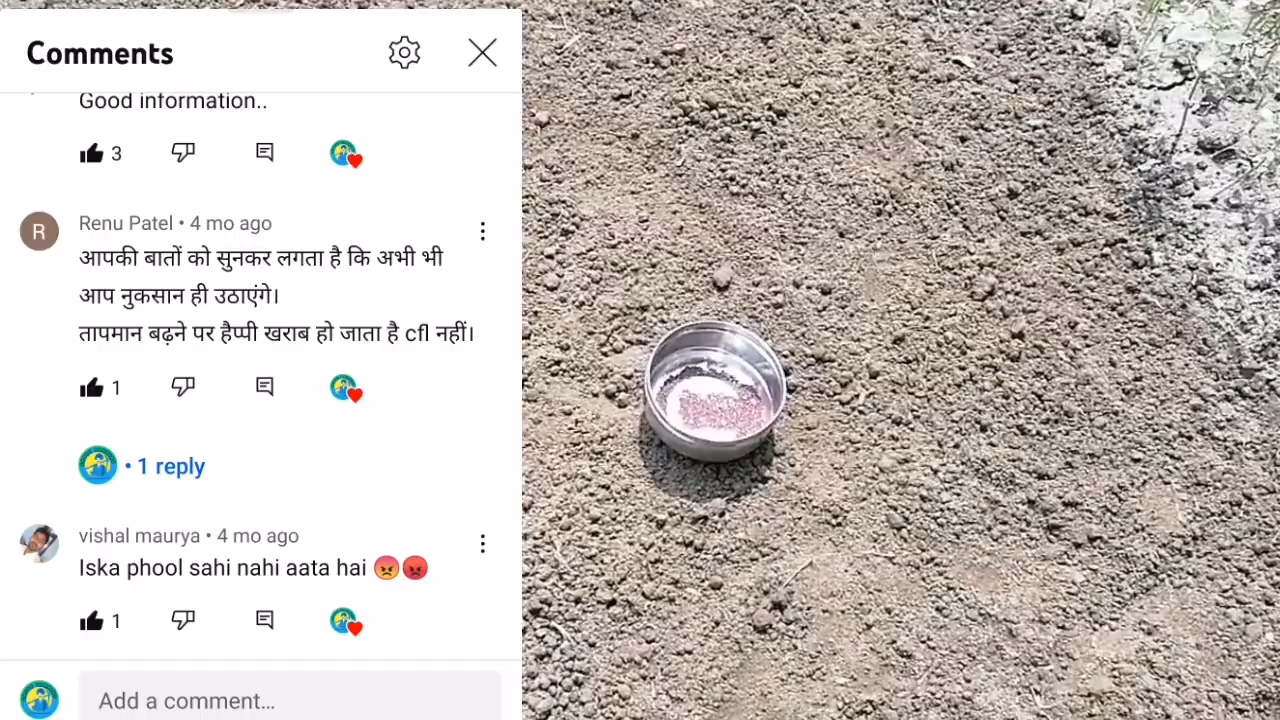 Comments
Good information..
3
R
Renu Patel • 4 mo ago
आपकी बातों को सुनकर लगता है कि अभी भी
आप नुकसान ही उठाएंगे।
तापमान बढ़ने पर हैप्पी खराब हो जाता है cfl नहीं।
1
• 1 reply
vishal maurya • 4 mo ago
Iska phool sahi nahi aata hai 😡😡
1
Add a comment...